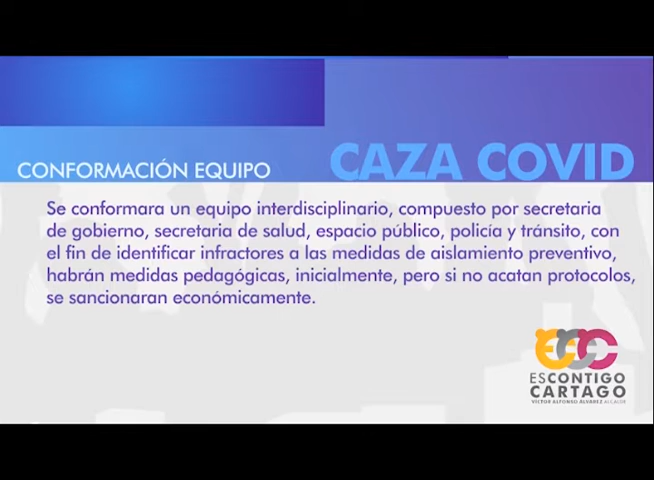 CONFORMACIÓN EQUIPO CAZA COVID
Se conformara un equipo interdisciplinario, compuesto por secretaria
de gobierno, secretaria de salud, espacio público, policía y tránsito, con
el fin de identificar infractores a las medidas de aislamiento preventivo,
habrán medidas pedagógicas, inicialmente, pero si no acatan protocolos,
se sancionaran económicamente.
ESCONTIGO
CARTAGO
VICTOR ALFONSO ÁLVAREZ ALCALDE